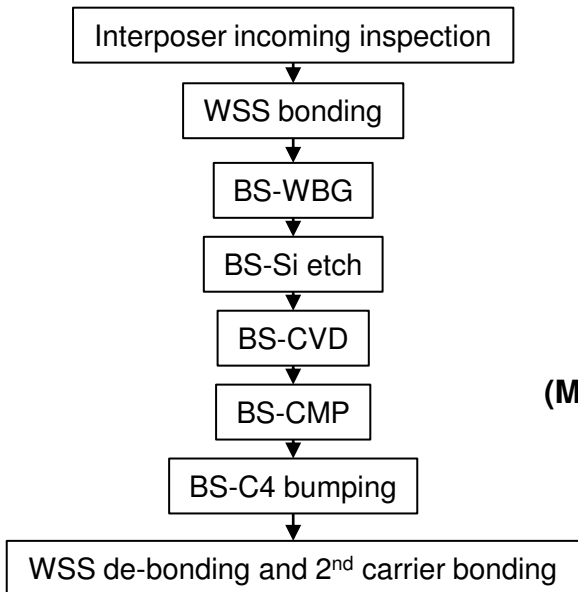 Interposer incoming inspection
WSS bonding
BS-WBG
BS-Si etch
BS-CVD
(M
BS-CMP
BS-C4 bumping
WSS de-bonding and 2nd carrier bonding